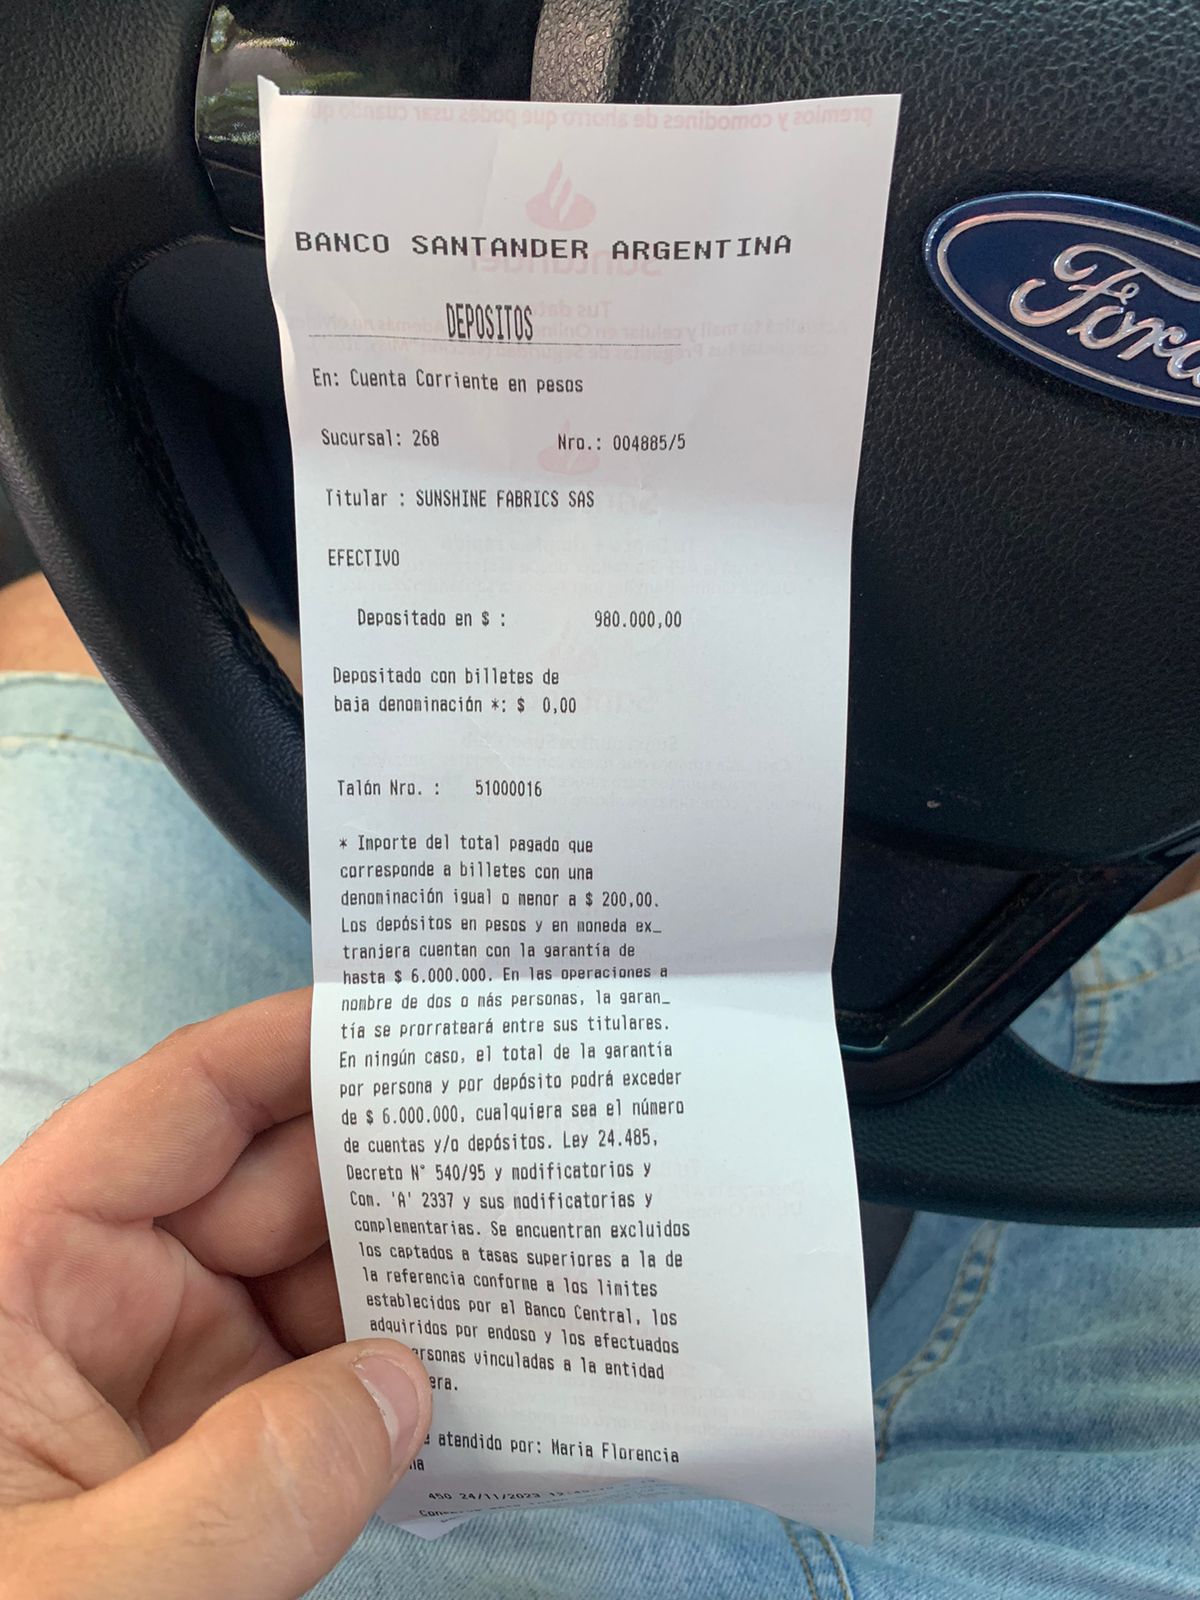 BANCO SANTANDER ARGENTINA
DEPOSITOS
En: Cuenta Corriente en pesos
Sucursal: 268 Nro.: 004885/5
Titular : SUNSHINE FABRICS SAS
EFECTIVO
Depositado en $ : 980.000,00
Depositado con billetes de
baja denominación *: $ 0,00
Talón Nro. : 51000016
* Importe del total pagado que
corresponde a billetes con una
denominación igual o menor a $ 200,00.
Los depósitos en pesos y en moneda ex_
tranjera cuentan con la garantía de
hasta $ 6.000.000. En las operaciones a
nombre de dos o más personas, la garan_
tía se prorrateará entre sus titulares.
En ningún caso, el total de la garantía
por persona y por depósito podrá exceder
de $ 6.000.000, cualquiera sea el número
de cuentas y/o depósitos. Ley 24.485,
Decreto N° 540/95 y modificatorios y
Com. 'A' 2337 y sus modificatorias y
complementarias. Se encuentran excluidos
los captados a tasas superiores a la de
la referencia conforme a los limites
establecidos por el Banco Central, los
adquiridos por endoso y los efectuados
ersonas vinculadas a la entidad
era.
atendido por: Maria Florencia
450 24/11/2023
Ford